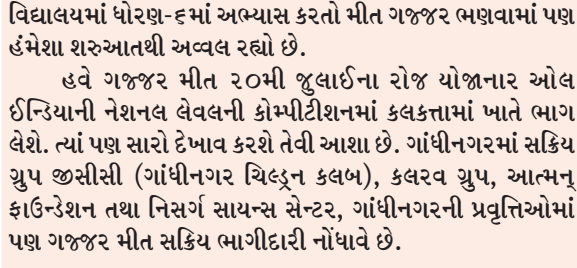 વિદ્યાલયમાં ધોરણ-૬માં અભ્યાસ કરતો મીત ગજ્જર ભણવામાં પણ
હંમેશા શરુઆતથી અવ્વલ રહ્યો છે.
હવે ગજ્જર મીત ૨૦મી જુલાઈના રોજ યોજાનાર ઓલ
ઈન્ડિયાની નેશનલ લેવલની કોમ્પીટીશનમાં કલકત્તામાં ખાતે ભાગ
લેશે. ત્યાં પણ સારો દેખાવ કરશે તેવી આશા છે. ગાંધીનગરમાં સક્રિય
ગ્રુપ જીસીસી (ગાંધીનગર ચિલ્ડ્રન કલબ), કલરવ ગ્રુપ, આત્મન્
ફાઉન્ડેશન તથા નિસર્ગ સાયન્સ સેન્ટર, ગાંધીનગરની પ્રવૃત્તિઓમાં
પણ ગજ્જર મીત સક્રિય ભાગીદારી નોંધાવે છે.